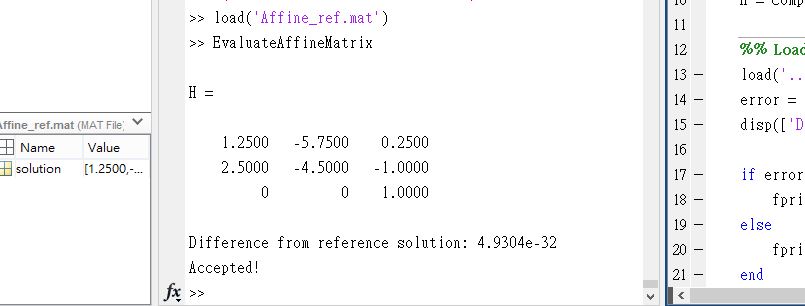 >> load('Affine_ref.mat')
>> EvaluateAffineMatrix
H =
1.2500 -5.7500 0.2500
2.5000 -4.5000 -1.0000
0 0 1.0000
Difference from reference solution: 4.9304e-32
Accepted!
fx >>
Affine_ref.mat (MAT File)
Name Value
solution [1.2500,-...
11
12 %% Load
13 – load('..
14 – error =
15 – disp(['D
16
17 – if error
18 – fpri
19 – else
20 – fpri
21 – end